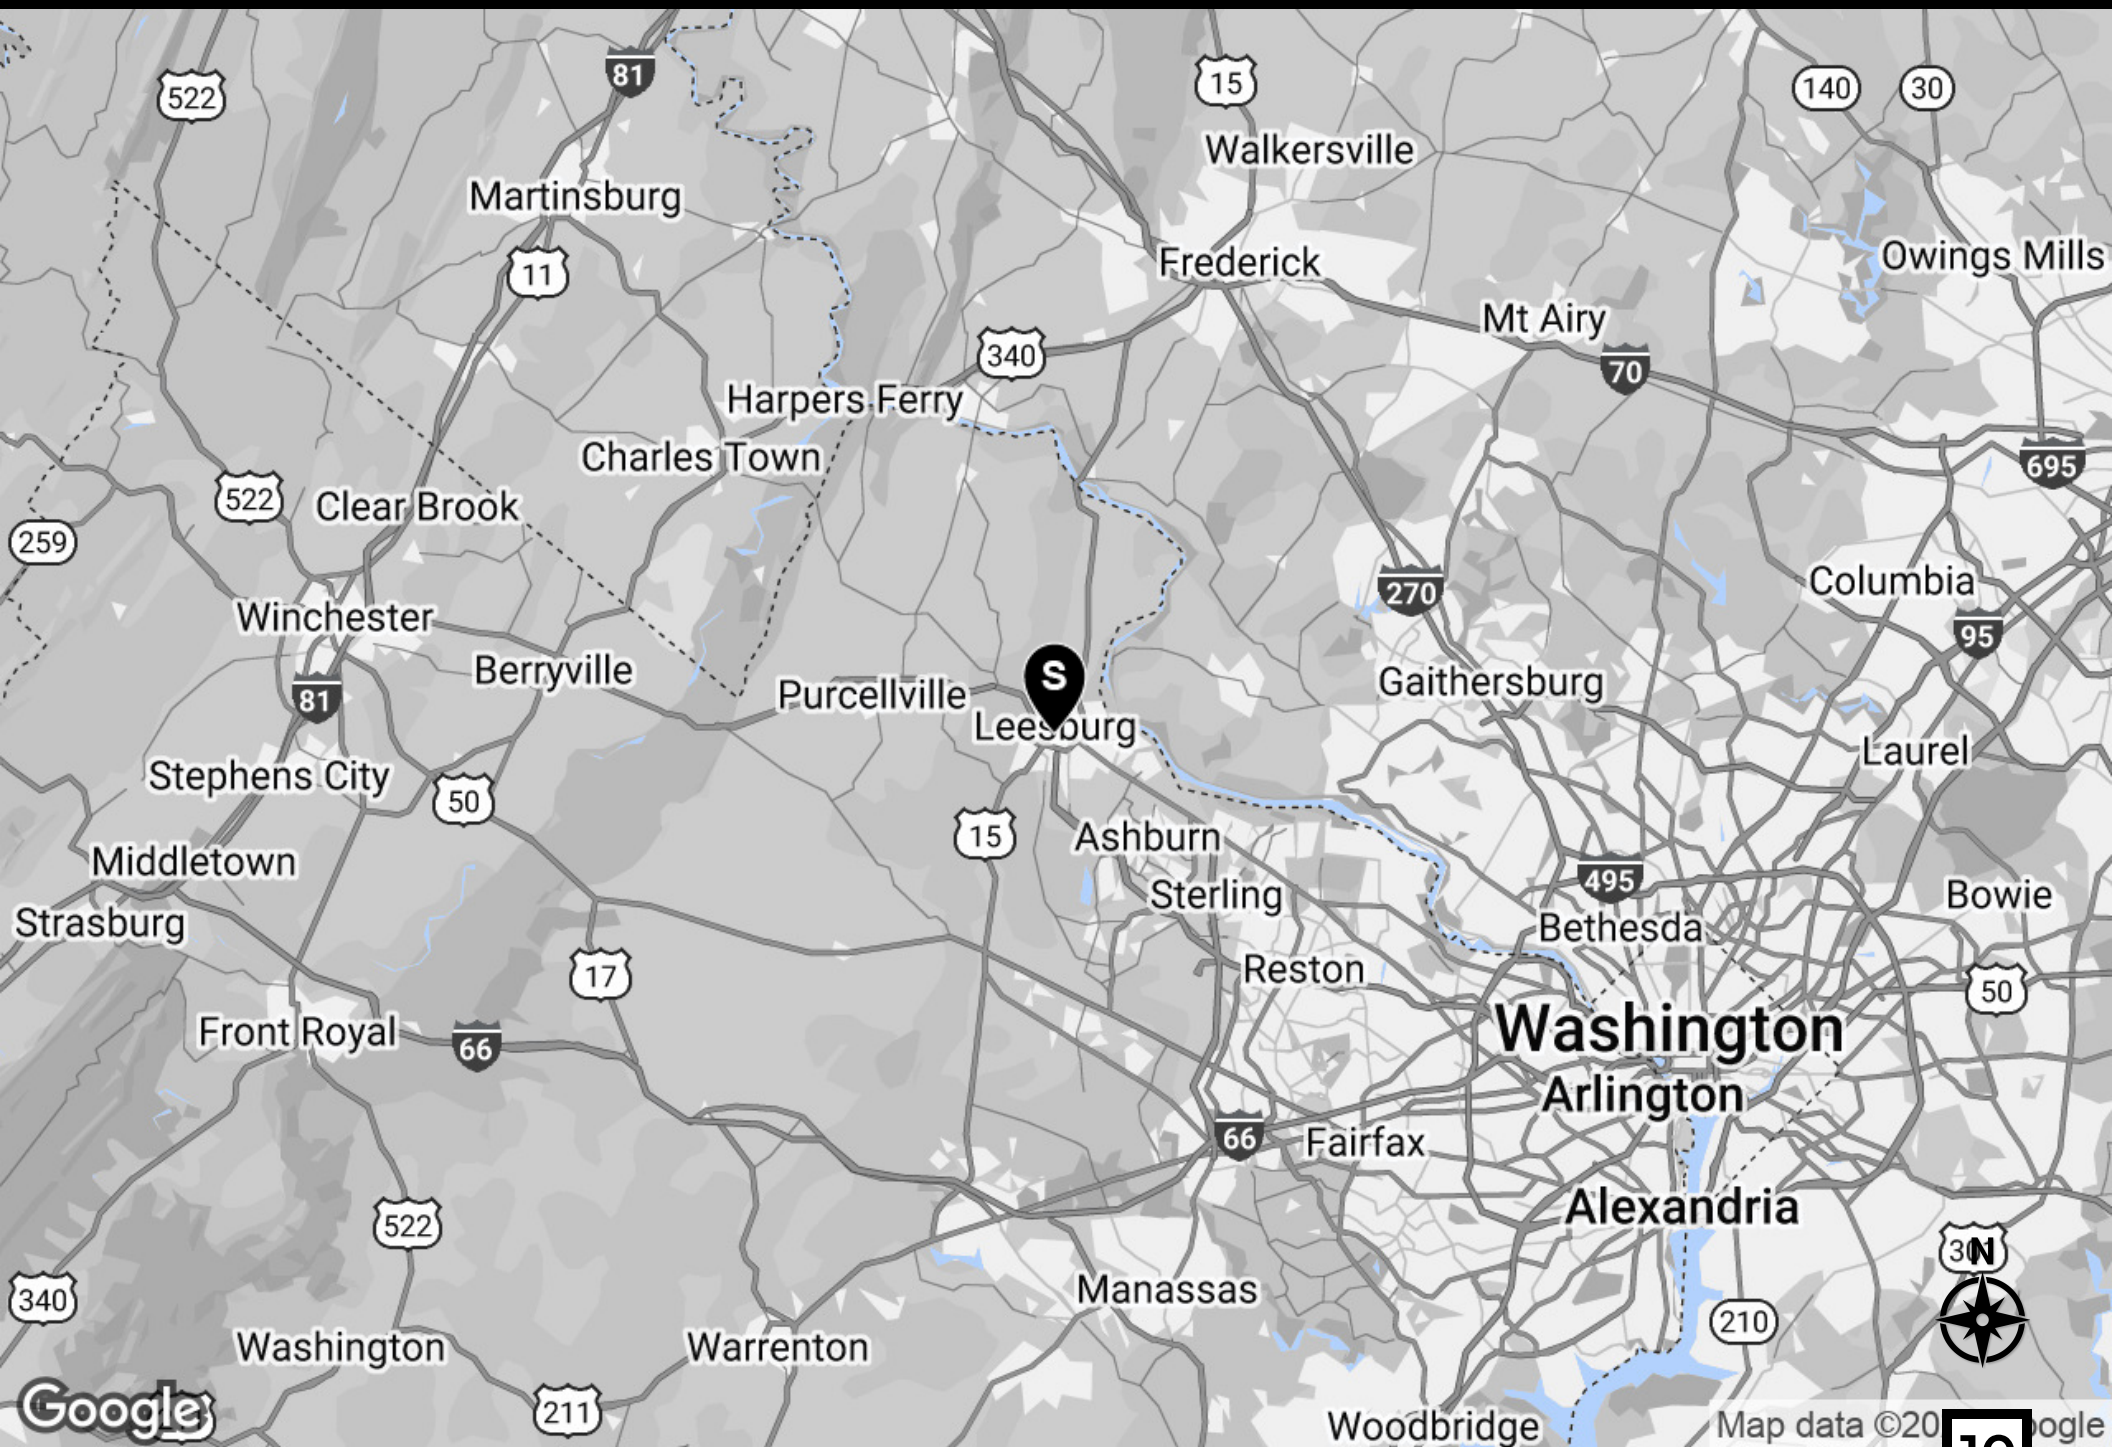 81
522
15
140
30
Walkersville
Martinsburg
Owings Mills
Frederick
11
Mt Airy
340
70
Harpers Ferry
Charles Town
695
522
Clear Brook
259
Columbia
270
Winchester
95
Berryville
S
Gaithersburg
Purcellville
81
Leesburg
Laurel
Stephens City
50
15
Ashburn
Middletown
495
Sterling
Bowie
Strasburg
Bethesda
Reston
17
50
Washington
Front Royal
66
Arlington
66
Fairfax
Alexandria
522
N
Manassas
340
210
Washington
Warrenton
Google
211
Woodbridge
Map data ©20